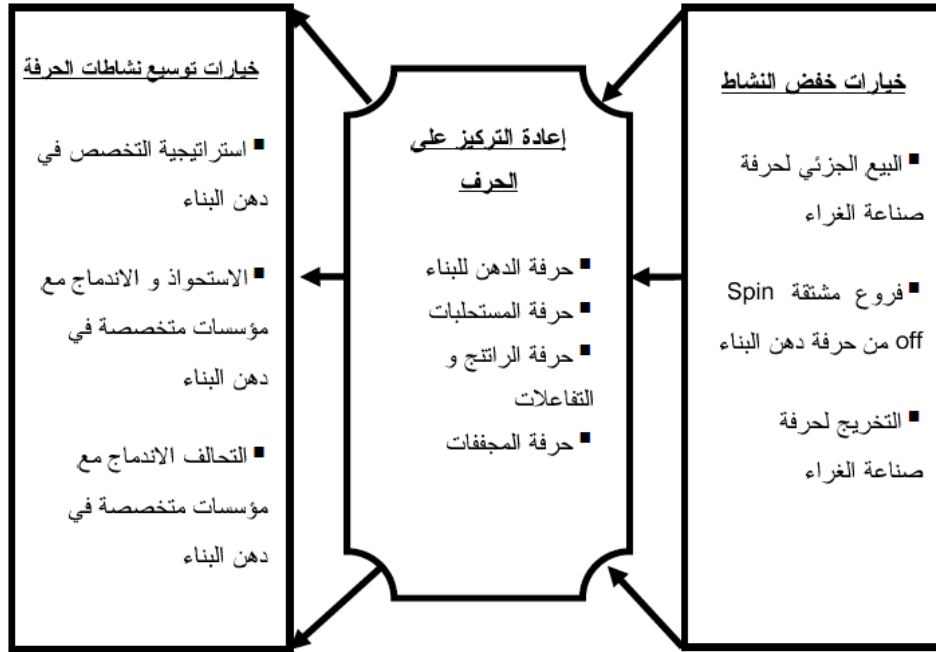 خيارات خفض النشاط
▪ البيع الجزئي لحرفة
صناعة الغراء
▪ فروع مشتقة Spin
off من حرفة دهن البناء
▪ التخريج لحرفة
صناعة الغراء
إعادة التركيز على
الحرف
▪ حرفة الدهن للبناء
▪ حرفة المستحلبات
▪ حرفة الراتنج و
التفاعلات
▪ حرفة المجففات
خيارات توسيع نشاطات الحرفة
▪ استراتيجية التخصص في
دهن البناء
▪ الاستحواذ و الاندماج مع
مؤسسات متخصصة في
دهن البناء
▪ التحالف الاندماج مع
مؤسسات متخصصة في
دهن البناء